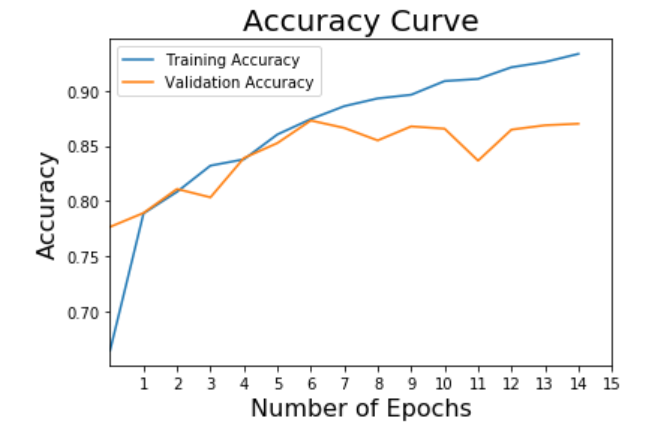 Accuracy Curve
Training Accuracy
Validation Accuracy
0.90
0.85
0.80
0.75
0.70
Accuracy
1 2 3 4 5 6 7 8 9 10 11 12 13 14 15
Number of Epochs